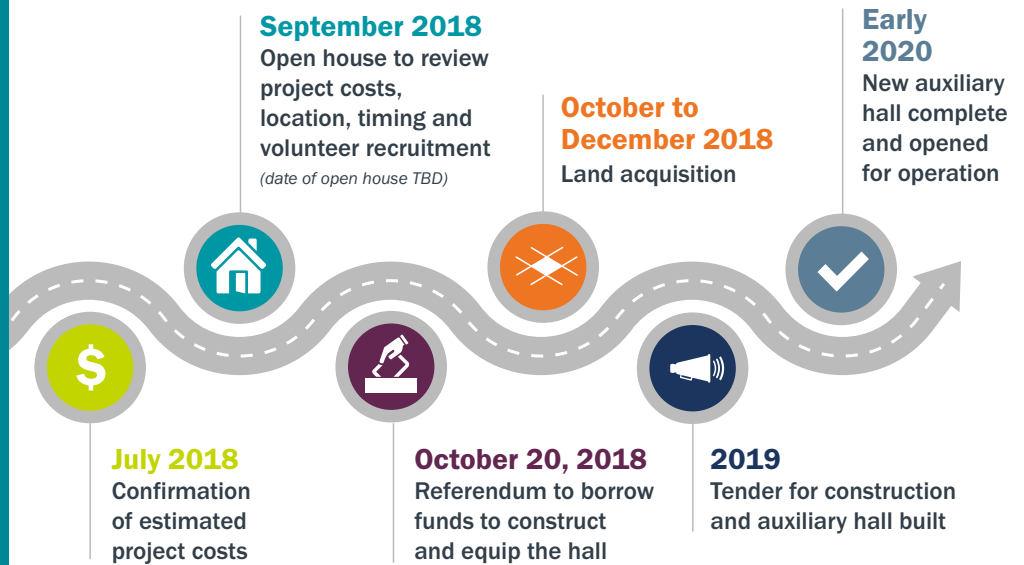 September 2018
Open house to review
project costs,
location, timing and
volunteer recruitment
(date of open house TBD)
October to
December 2018
Land acquisition
Early
2020
New auxiliary
hall complete
and opened
for operation
$
July 2018
Confirmation
of estimated
project costs
October 20, 2018
Referendum to borrow
funds to construct
and equip the hall
2019
Tender for construction
and auxiliary hall built